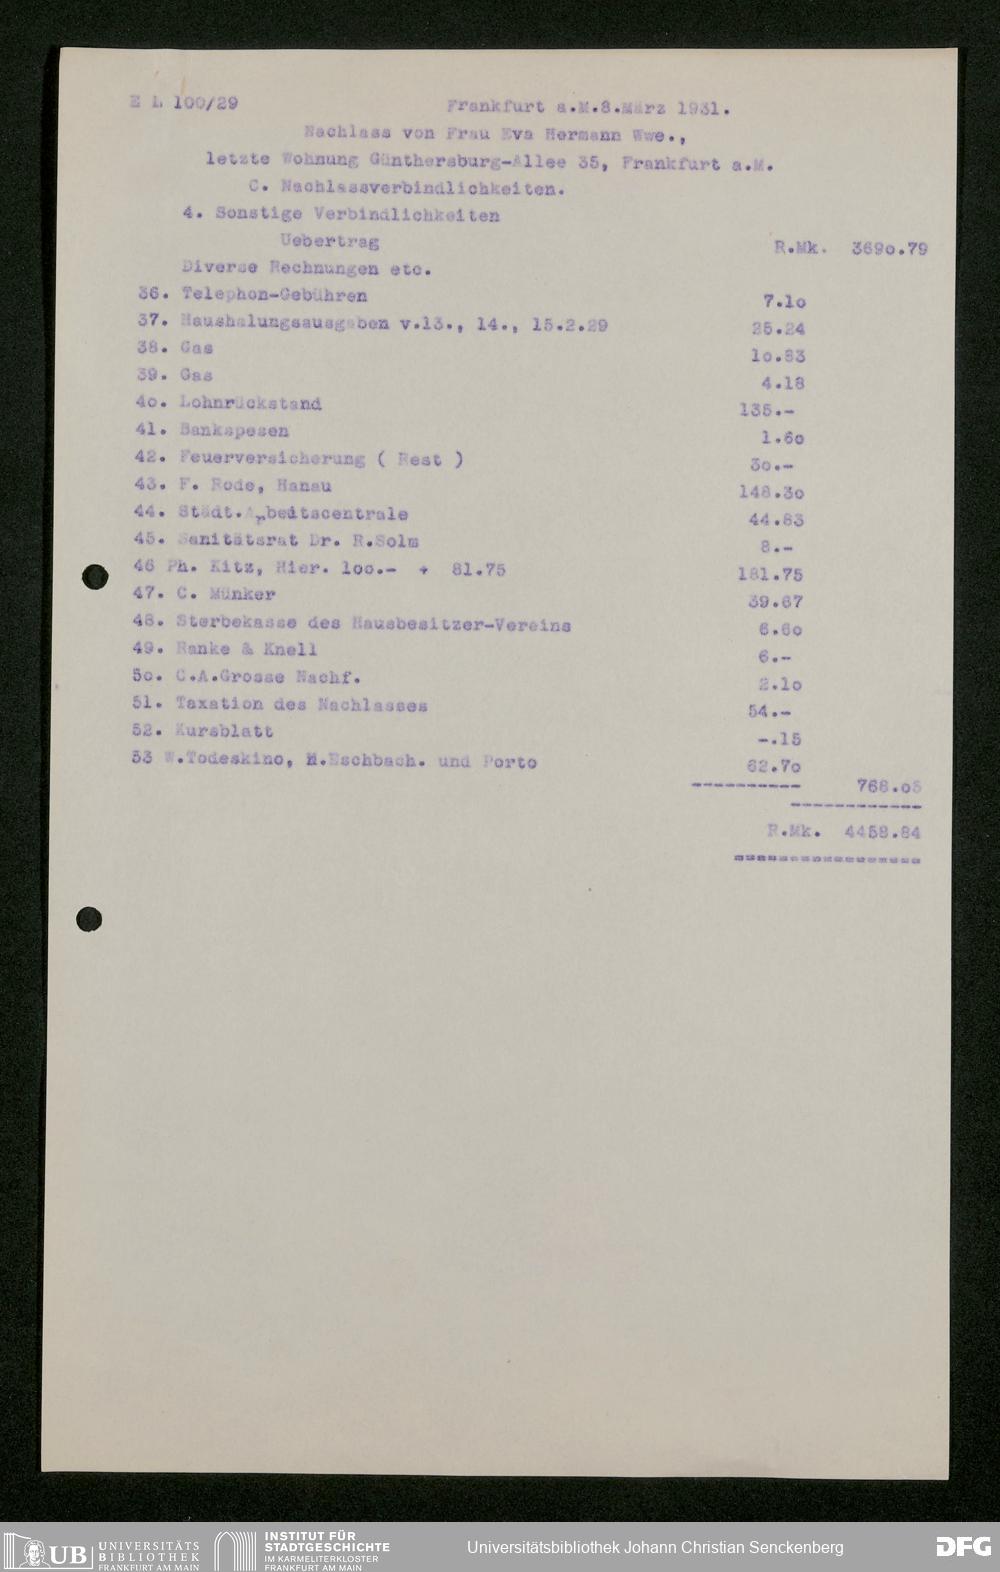 E L 100/29 Frankfurt a.M.8.März 1931.
Nachlass von Frau Eva Hermann Wwe.,
letzte Wohnung Günthersburg-Allee 35, Frankfurt a.M.
C. Nachlassverbindlichkeiten.
4. Sonstige Verbindlichkeiten
Uebertrag R.Mk. 369o.79
Diverse Rechnungen etc.
36. Telephon-Gebühren 7.1o
37. Haushalungsausgaben v.13., 14., 15.2.29 25.24
38. Gas 1o.83
39. Gas 4.18
4o. Lohnrückstand 135.-
41. Bankspesen 1.6o
42. Feuerversicherung ( Rest ) 3o.-
43. F. Rode, Hanau 148.3o
44. Städt.Arbeitscentrale 44.83
45. Sanitätsrat Dr. R.Solm 8.-
46 Ph. Kitz, Hier. 1oo.- + 81.75 181.75
47. C. Münker 39.67
48. Sterbekasse des Hausbesitzer-Vereins 6.6o
49. Ranke & Knell 6.-
5o. C.A.Grosse Nachf. 2.1o
51. Taxation des Nachlasses 54.-
52. Kursblatt -.15
53 W.Todeskino, M.Eschbach. und Porto 62.7o
768.o5
R.Mk. 4458.84
UB UNIVERSITÄTS BIBLIOTHEK FRANKFURT AM MAIN
INSTITUT FÜR STADTGESCHICHTE IM KARMELITERKLOSTER FRANKFURT AM MAIN
Universitätsbibliothek Johann Christian Senckenberg
DFG